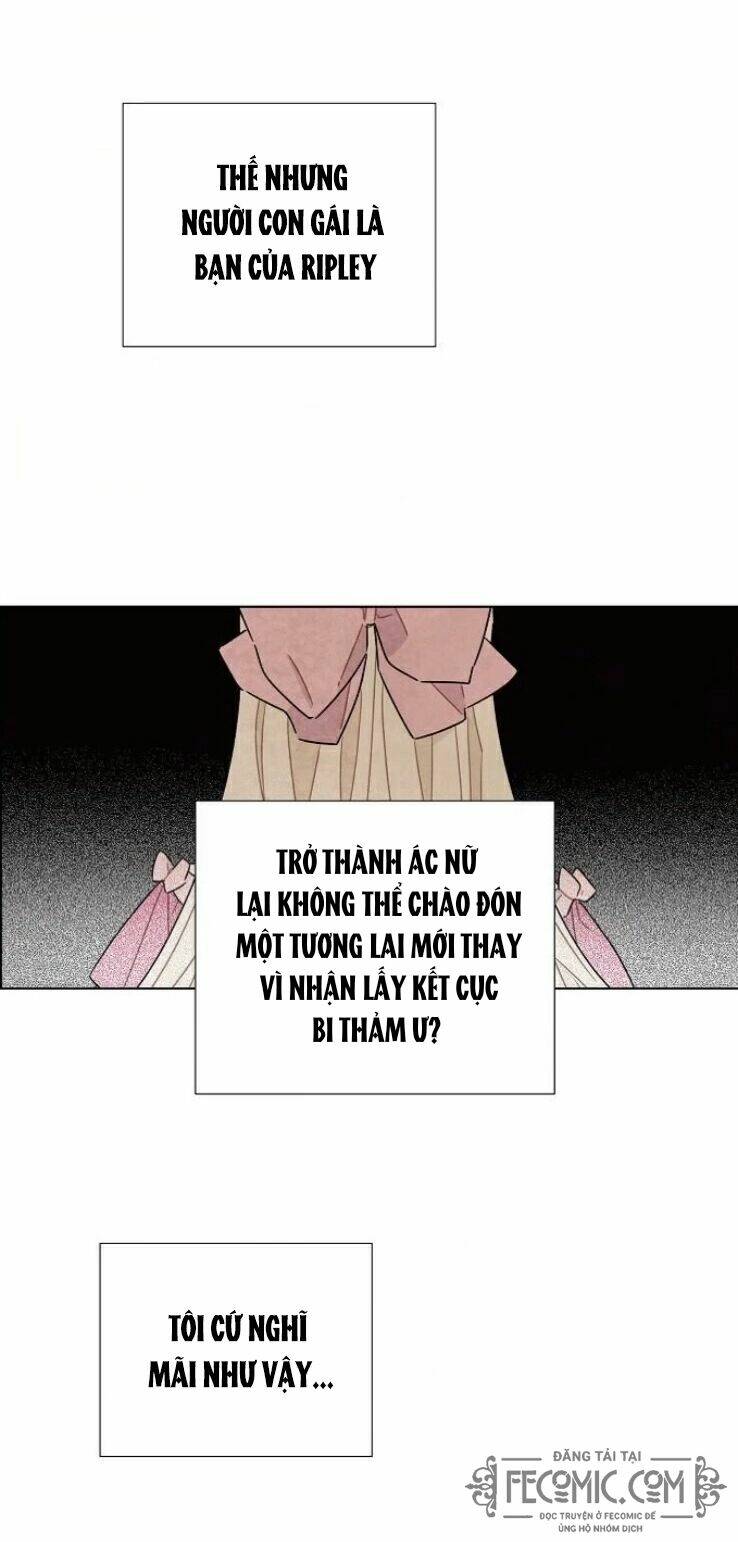 THẾ NHƯNG
NGƯỜI CON GÁI LÀ
BẠN CỦA RIPLEY
TRỞ THÀNH ÁC NỮ
LẠI KHÔNG THỂ CHÀO ĐÓN
MỘT TƯƠNG LAI MỚI THAY
VÌ NHẬN LẤY KẾT CỤC
BI THẢM Ư?
TÔI CỨ NGHĨ
MÃI NHƯ VẬY...
ĐĂNG TẢI TẠI
FECOMIC.COM
ĐỌC TRUYỆN Ở FECOMIC ĐỂ
ỦNG HỘ NHÓM DỊCH